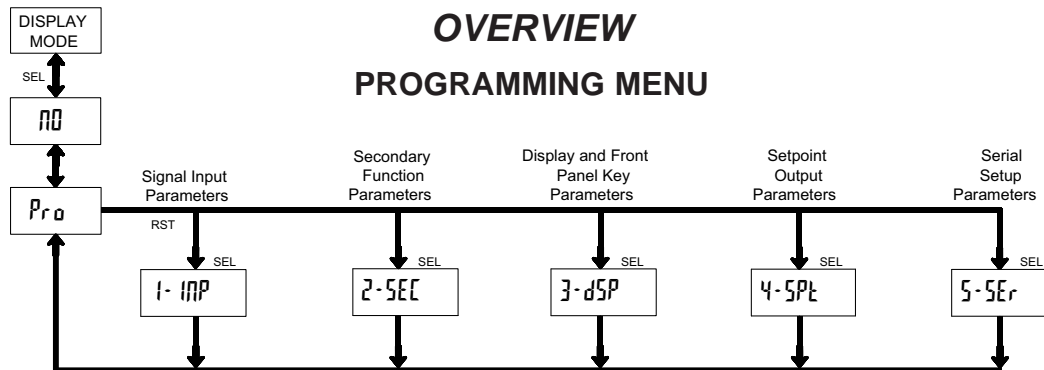 DISPLAY
MODE
OVERVIEW
PROGRAMMING MENU
SEL
NO
Pro
Signal Input
Parameters
Secondary
Function
Parameters
Display and Front
Panel Key
Parameters
Setpoint
Output
Parameters
Serial
Setup
Parameters
RST
SEL
SEL
SEL
SEL
SEL
1-INP
2-SEC
3-dSP
4-SPt
5-SEr